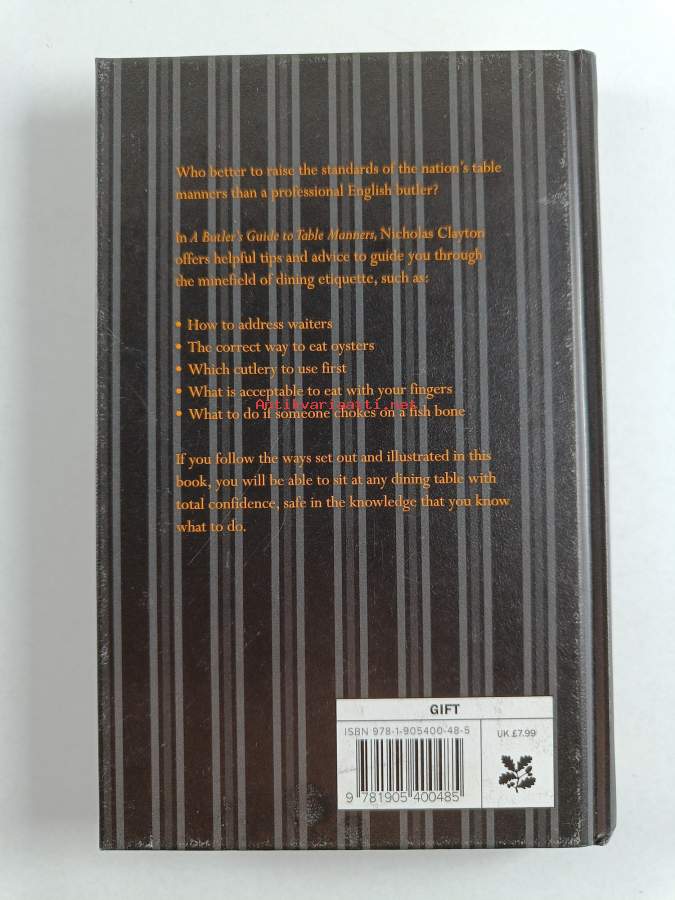 Who better to raise the standards of the nation's table
manners than a professional English butler?
In A Butler's Guide to Table Manners, Nicholas Clayton
offers helpful tips and advice to guide you through
the minefield of dining etiquette, such as:
• How to address waiters
• The correct way to eat oysters
• Which cutlery to use first
• What is acceptable to eat with your fingers
Antikvariaatti.net
• What to do if someone chokes on a fish bone
If you follow the ways set out and illustrated in this
book, you will be able to sit at any dining table with
total confidence, safe in the knowledge that you know
what to do.
GIFT
ISBN 978-1-905400-48-5
UK £7.99
9 781905 400485